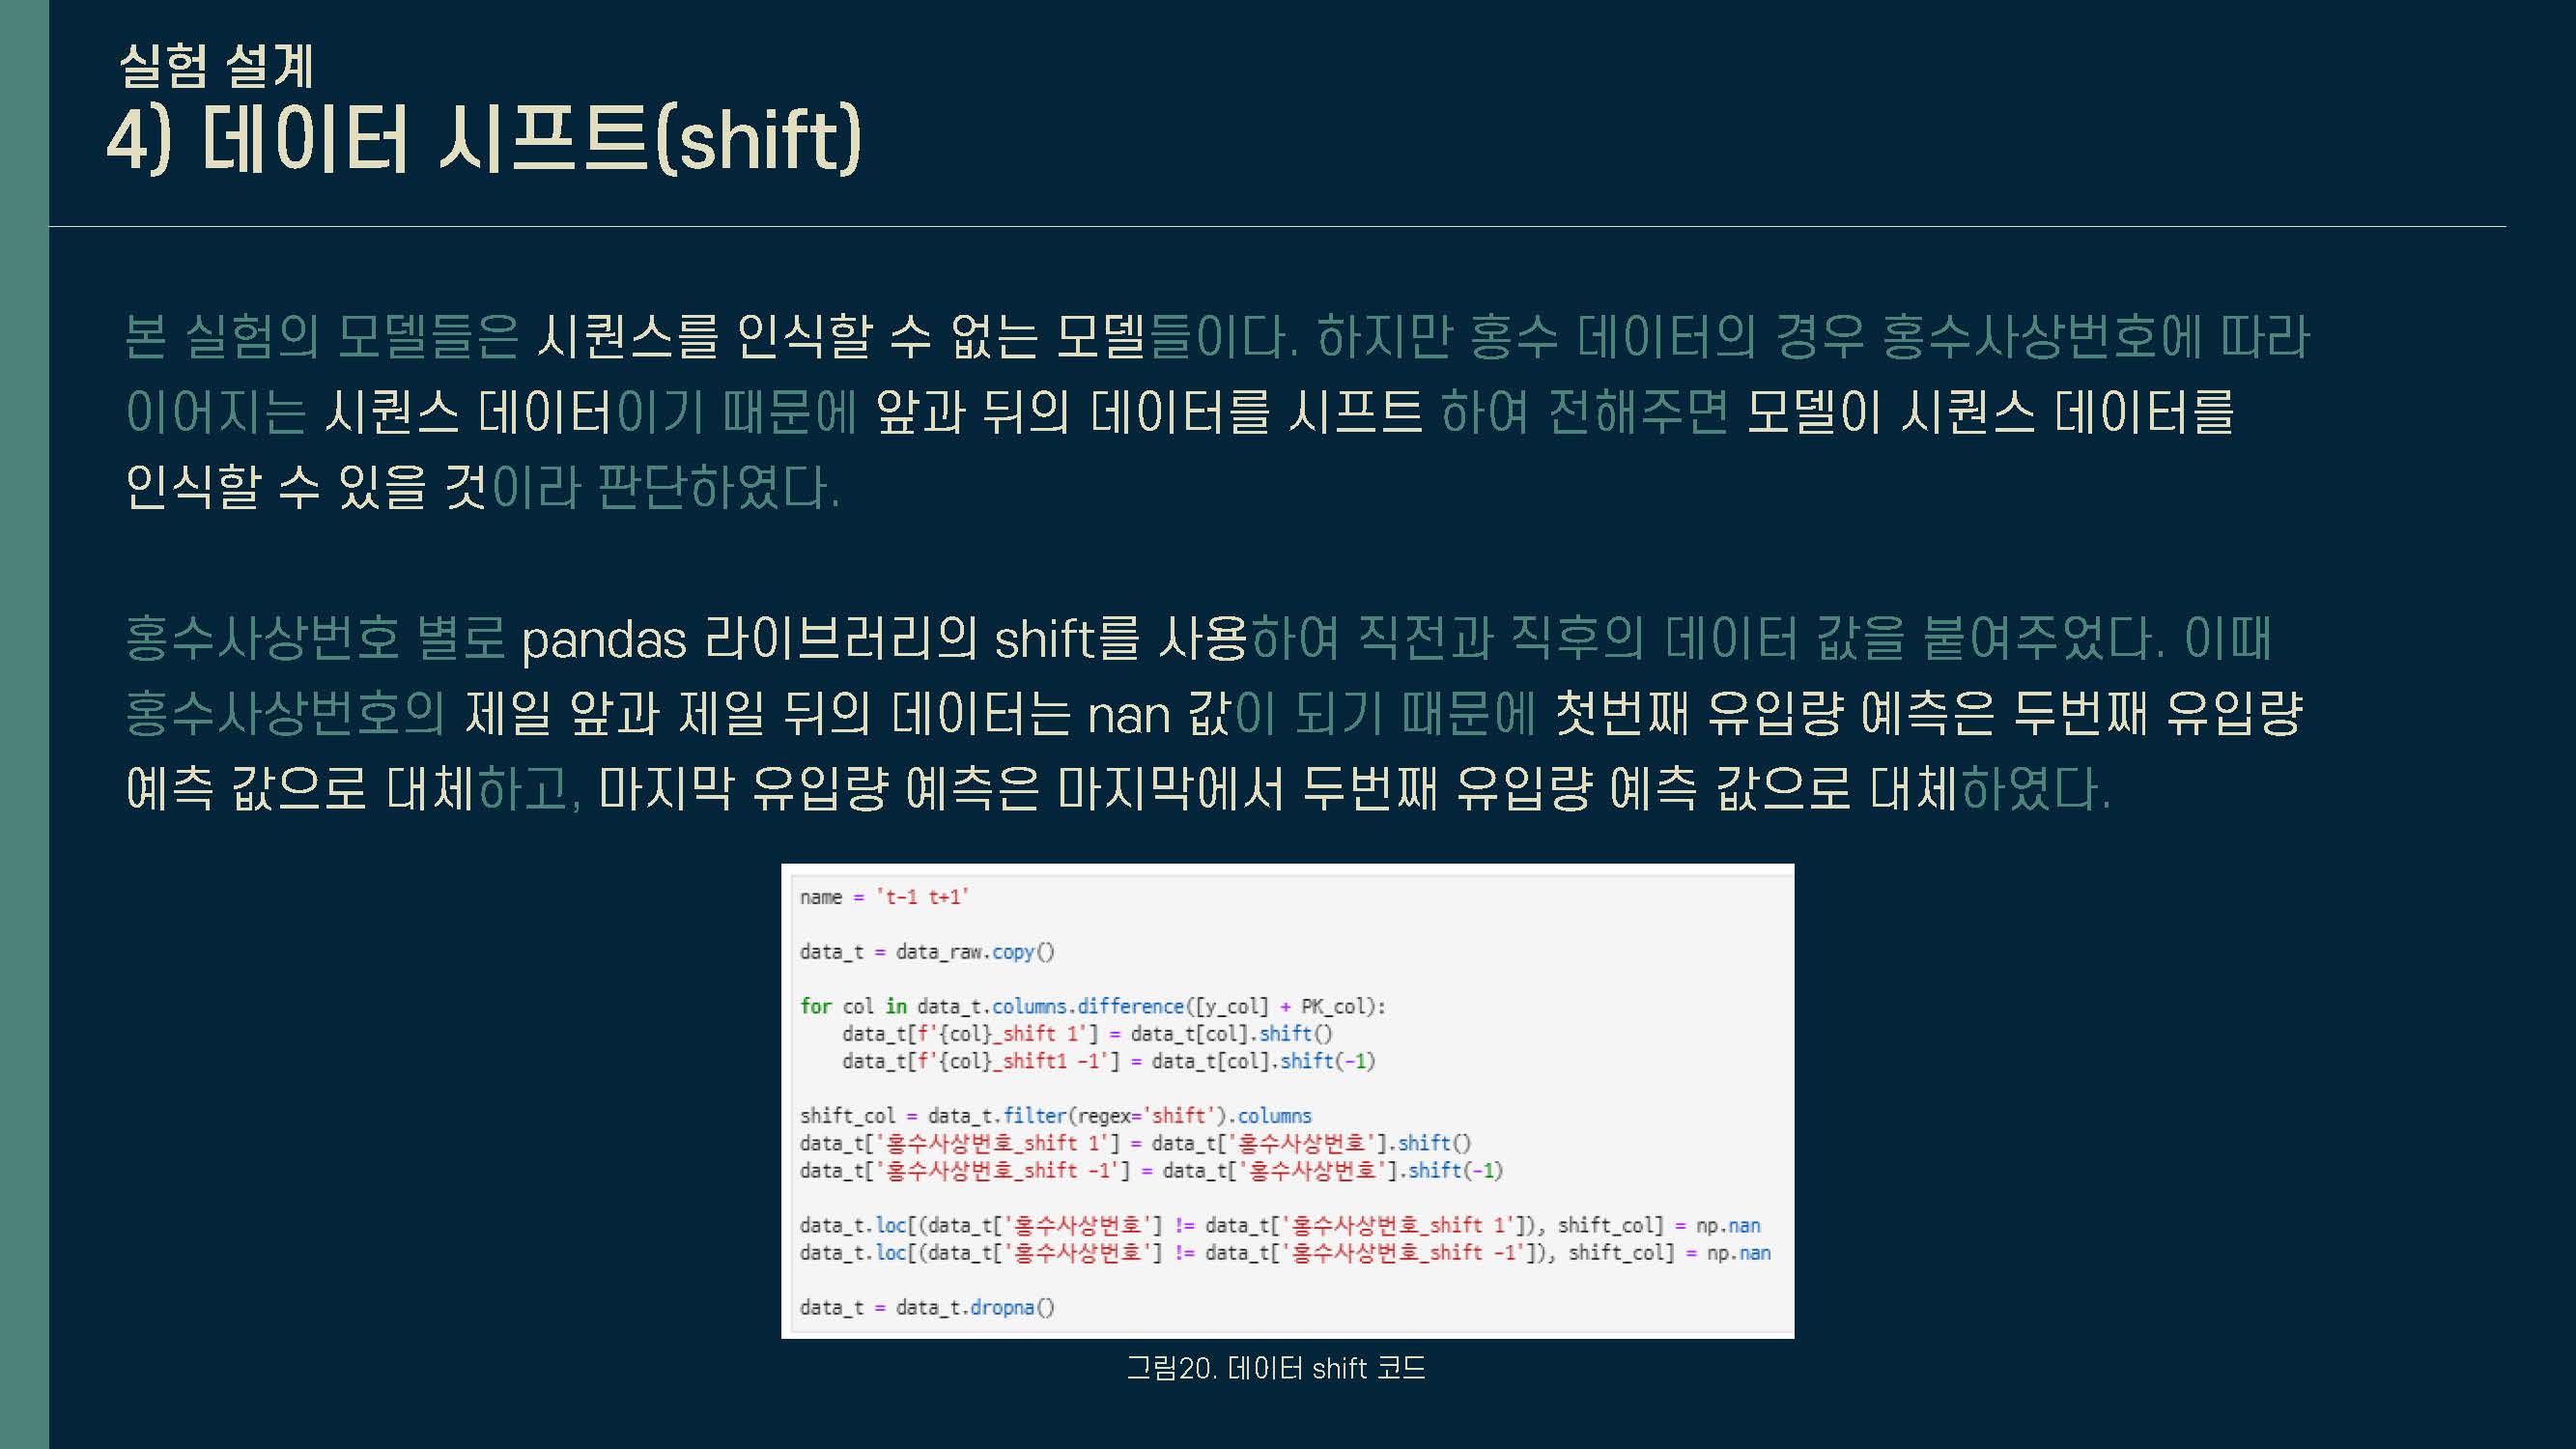 실험 설계
4) 데이터 시프트(shift)
본 실험의 모델들은 시퀀스를 인식할 수 없는 모델들이다. 하지만 홍수 데이터의 경우 홍수사상번호에 따라
이어지는 시퀀스 데이터이기 때문에 앞과 뒤의 데이터를 시프트 하여 전해주면 모델이 시퀀스 데이터를
인식할 수 있을 것이라 판단하였다.
홍수사상번호 별로 pandas 라이브러리의 shift를 사용하여 직전과 직후의 데이터 값을 붙여주었다. 이때
홍수사상번호의 제일 앞과 제일 뒤의 데이터는 nan 값이 되기 때문에 첫번째 유입량 예측은 두번째 유입량
예측 값으로 대체하고, 마지막 유입량 예측은 마지막에서 두번째 유입량 예측 값으로 대체하였다.
name = 't-1 t+1'
data_t = data_raw.copy()
for col in data_t.columns.difference([y_col] + PK_col):
    data_t[f'{col}_shift 1'] = data_t[col].shift()
    data_t[f'{col}_shift1 -1'] = data_t[col].shift(-1)
shift_col = data_t.filter(regex='shift').columns
data_t['홍수사상번호_shift 1'] = data_t['홍수사상번호'].shift()
data_t['홍수사상번호_shift -1'] = data_t['홍수사상번호'].shift(-1)
data_t.loc[(data_t['홍수사상번호'] != data_t['홍수사상번호_shift 1']), shift_col] = np.nan
data_t.loc[(data_t['홍수사상번호'] != data_t['홍수사상번호_shift -1']), shift_col] = np.nan
data_t = data_t.dropna()
그림20. 데이터 shift 코드